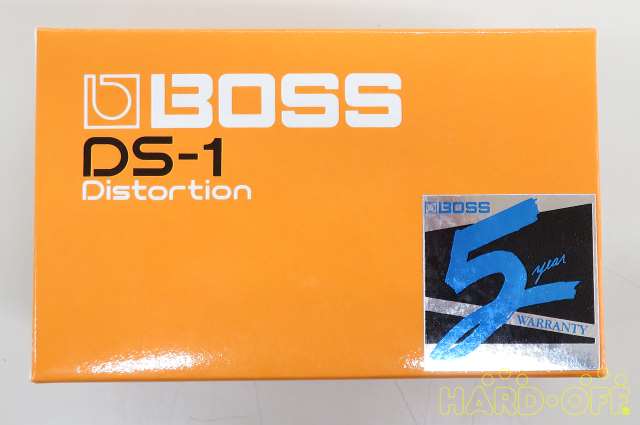 BOSS
DS-1
Distortion
BOSS
5 year
WARRANTY
HARD・OFF